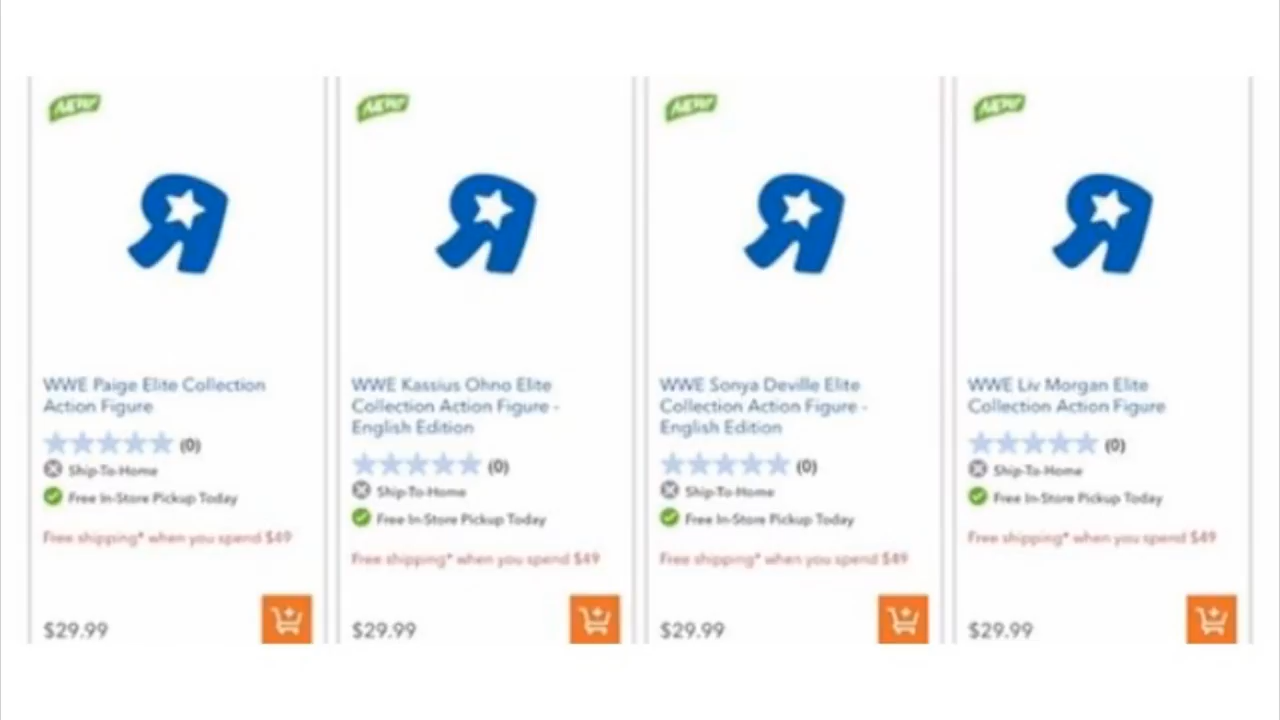 NEW!
WWE Paige Elite Collection
Action Figure
(0)
Ship-To-Home
Free In-Store Pickup Today
Free shipping* when you spend $49
$29.99
NEW!
WWE Kassius Ohno Elite
Collection Action Figure -
English Edition
(0)
Ship-To-Home
Free In-Store Pickup Today
Free shipping* when you spend $49
$29.99
NEW!
WWE Sonya Deville Elite
Collection Action Figure -
English Edition
(0)
Ship-To-Home
Free In-Store Pickup Today
Free shipping* when you spend $49
$29.99
NEW!
WWE Liv Morgan Elite
Collection Action Figure
(0)
Ship-To-Home
Free In-Store Pickup Today
Free shipping* when you spend $49
$29.99